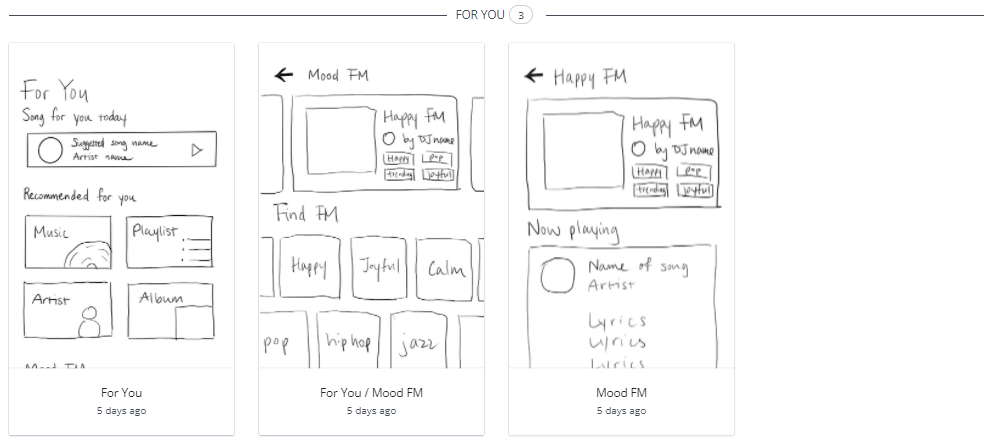 FOR YOU 3
For You
Song for you today
Suggested song name
Artist name
Recommended for you
Music
Playlist
Artist
Album
Mood FM
For You
5 days ago
Mood FM
Happy FM
by DJ name
Happy pop
trending joyful
Find FM
Happy Joyful Calm
pop hiphop jazz
For You / Mood FM
5 days ago
Happy FM
Happy FM
by DJ name
Happy pop
trending joyful
Now playing
Name of song
Artist
Lyrics
Lyrics
Lyrics
Mood FM
5 days ago